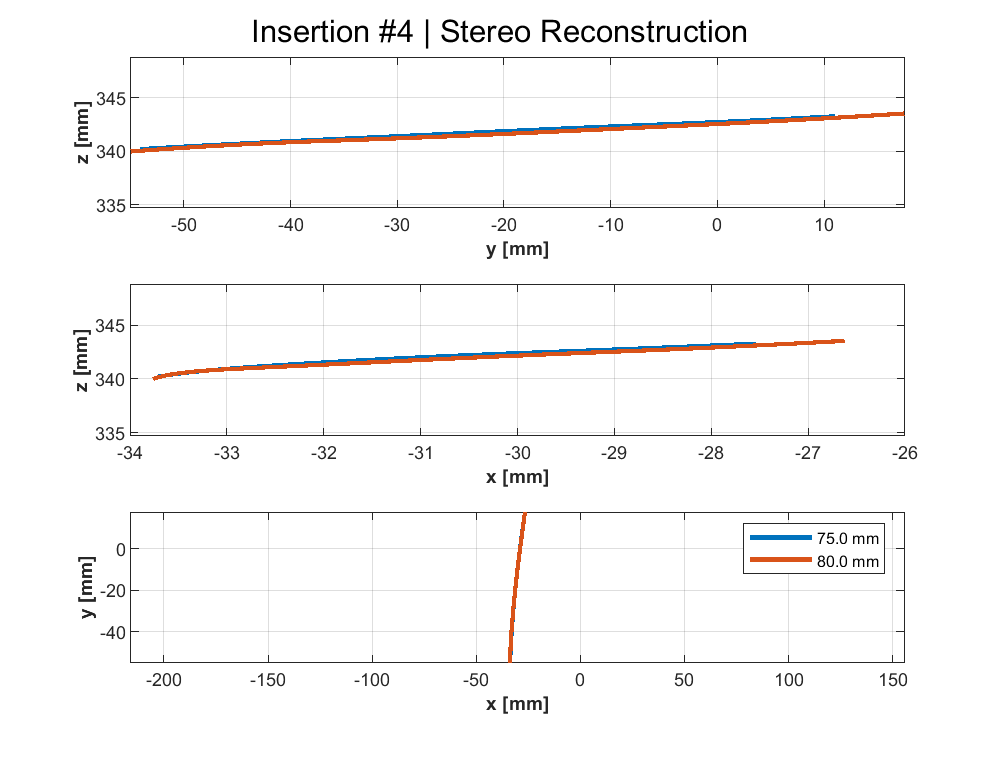 Insertion #4 | Stereo Reconstruction
345
340
335
z [mm]
-50 -40 -30 -20 -10 0 10
y [mm]
345
340
335
z [mm]
-34 -33 -32 -31 -30 -29 -28 -27 -26
x [mm]
0
-20
-40
y [mm]
75.0 mm
80.0 mm
-200 -150 -100 -50 0 50 100 150
x [mm]